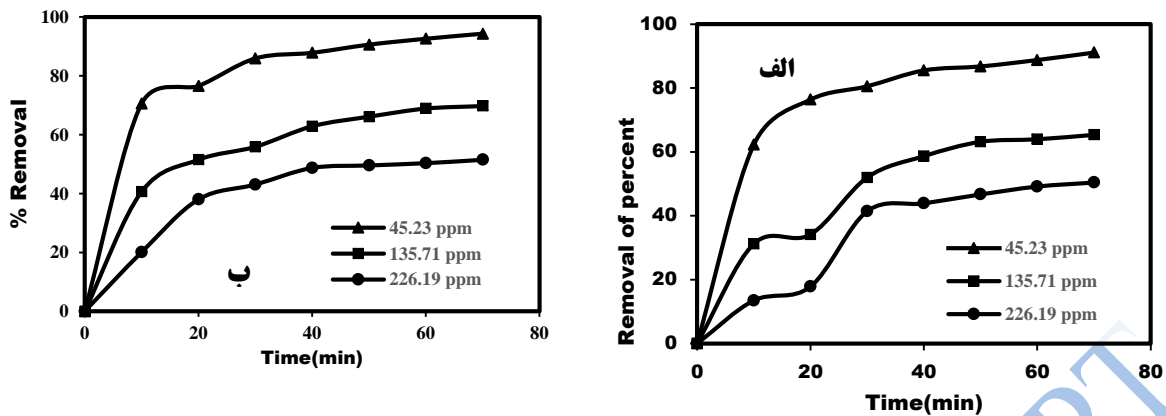 100
80
60
40
20
0
% Removal
45.23 ppm
135.71 ppm
226.19 ppm
ب
0 20 40 60 80
Time(min)
100
80
60
40
20
0
Removal of percent
الف
45.23 ppm
135.71 ppm
226.19 ppm
0 20 40 60 80
Time(min)
PT